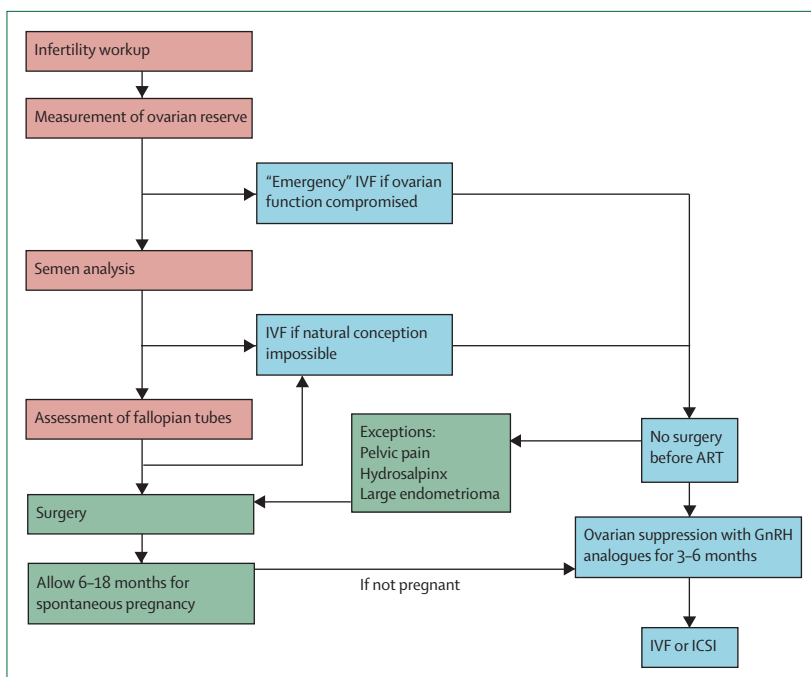 Infertility workup
Measurement of ovarian reserve
“Emergency” IVF if ovarian
function compromised
Semen analysis
IVF if natural conception
impossible
Assessment of fallopian tubes
Exceptions:
Pelvic pain
Hydrosalpinx
Large endometrioma
No surgery
before ART
Surgery
Ovarian suppression with GnRH
analogues for 3–6 months
Allow 6–18 months for
spontaneous pregnancy
If not pregnant
IVF or ICSI